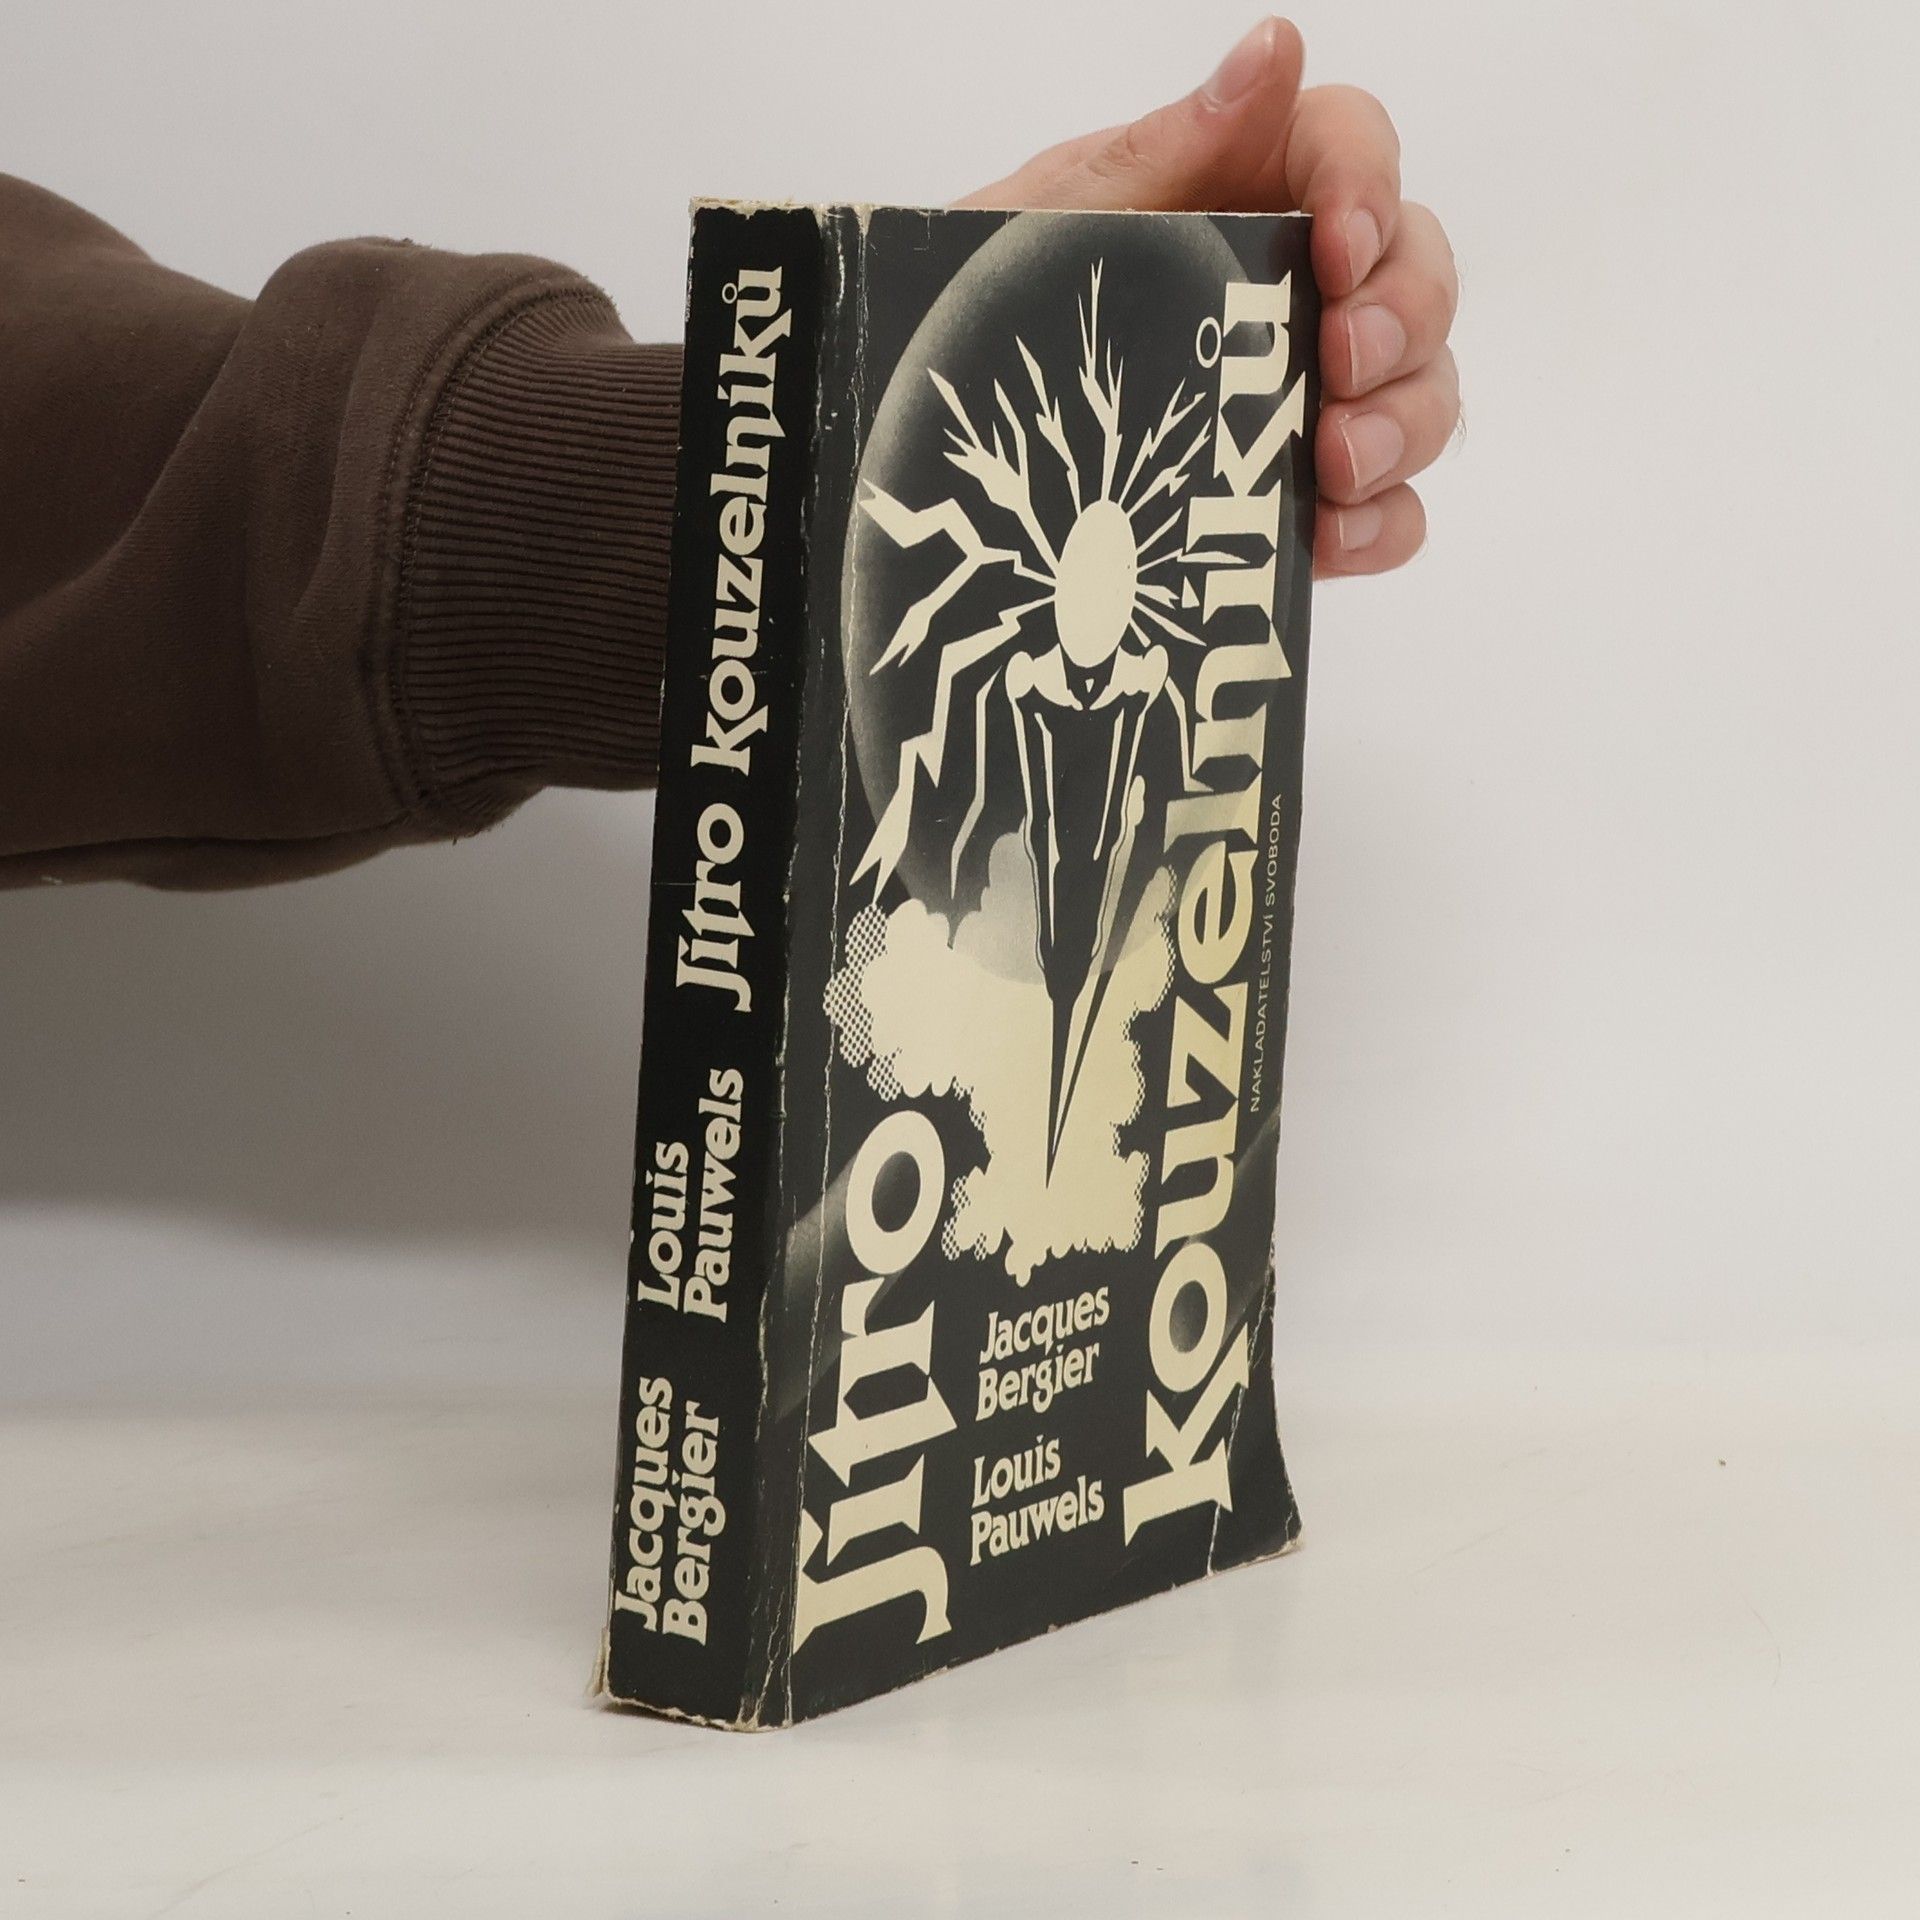 Jacques
Bergier
Louis
Pauwels
Jitro kouzelníků
Jitro
kouzelníků
Jacques
Bergier
Louis
Pauwels
NAKLADATELSTVÍ SVOBODA